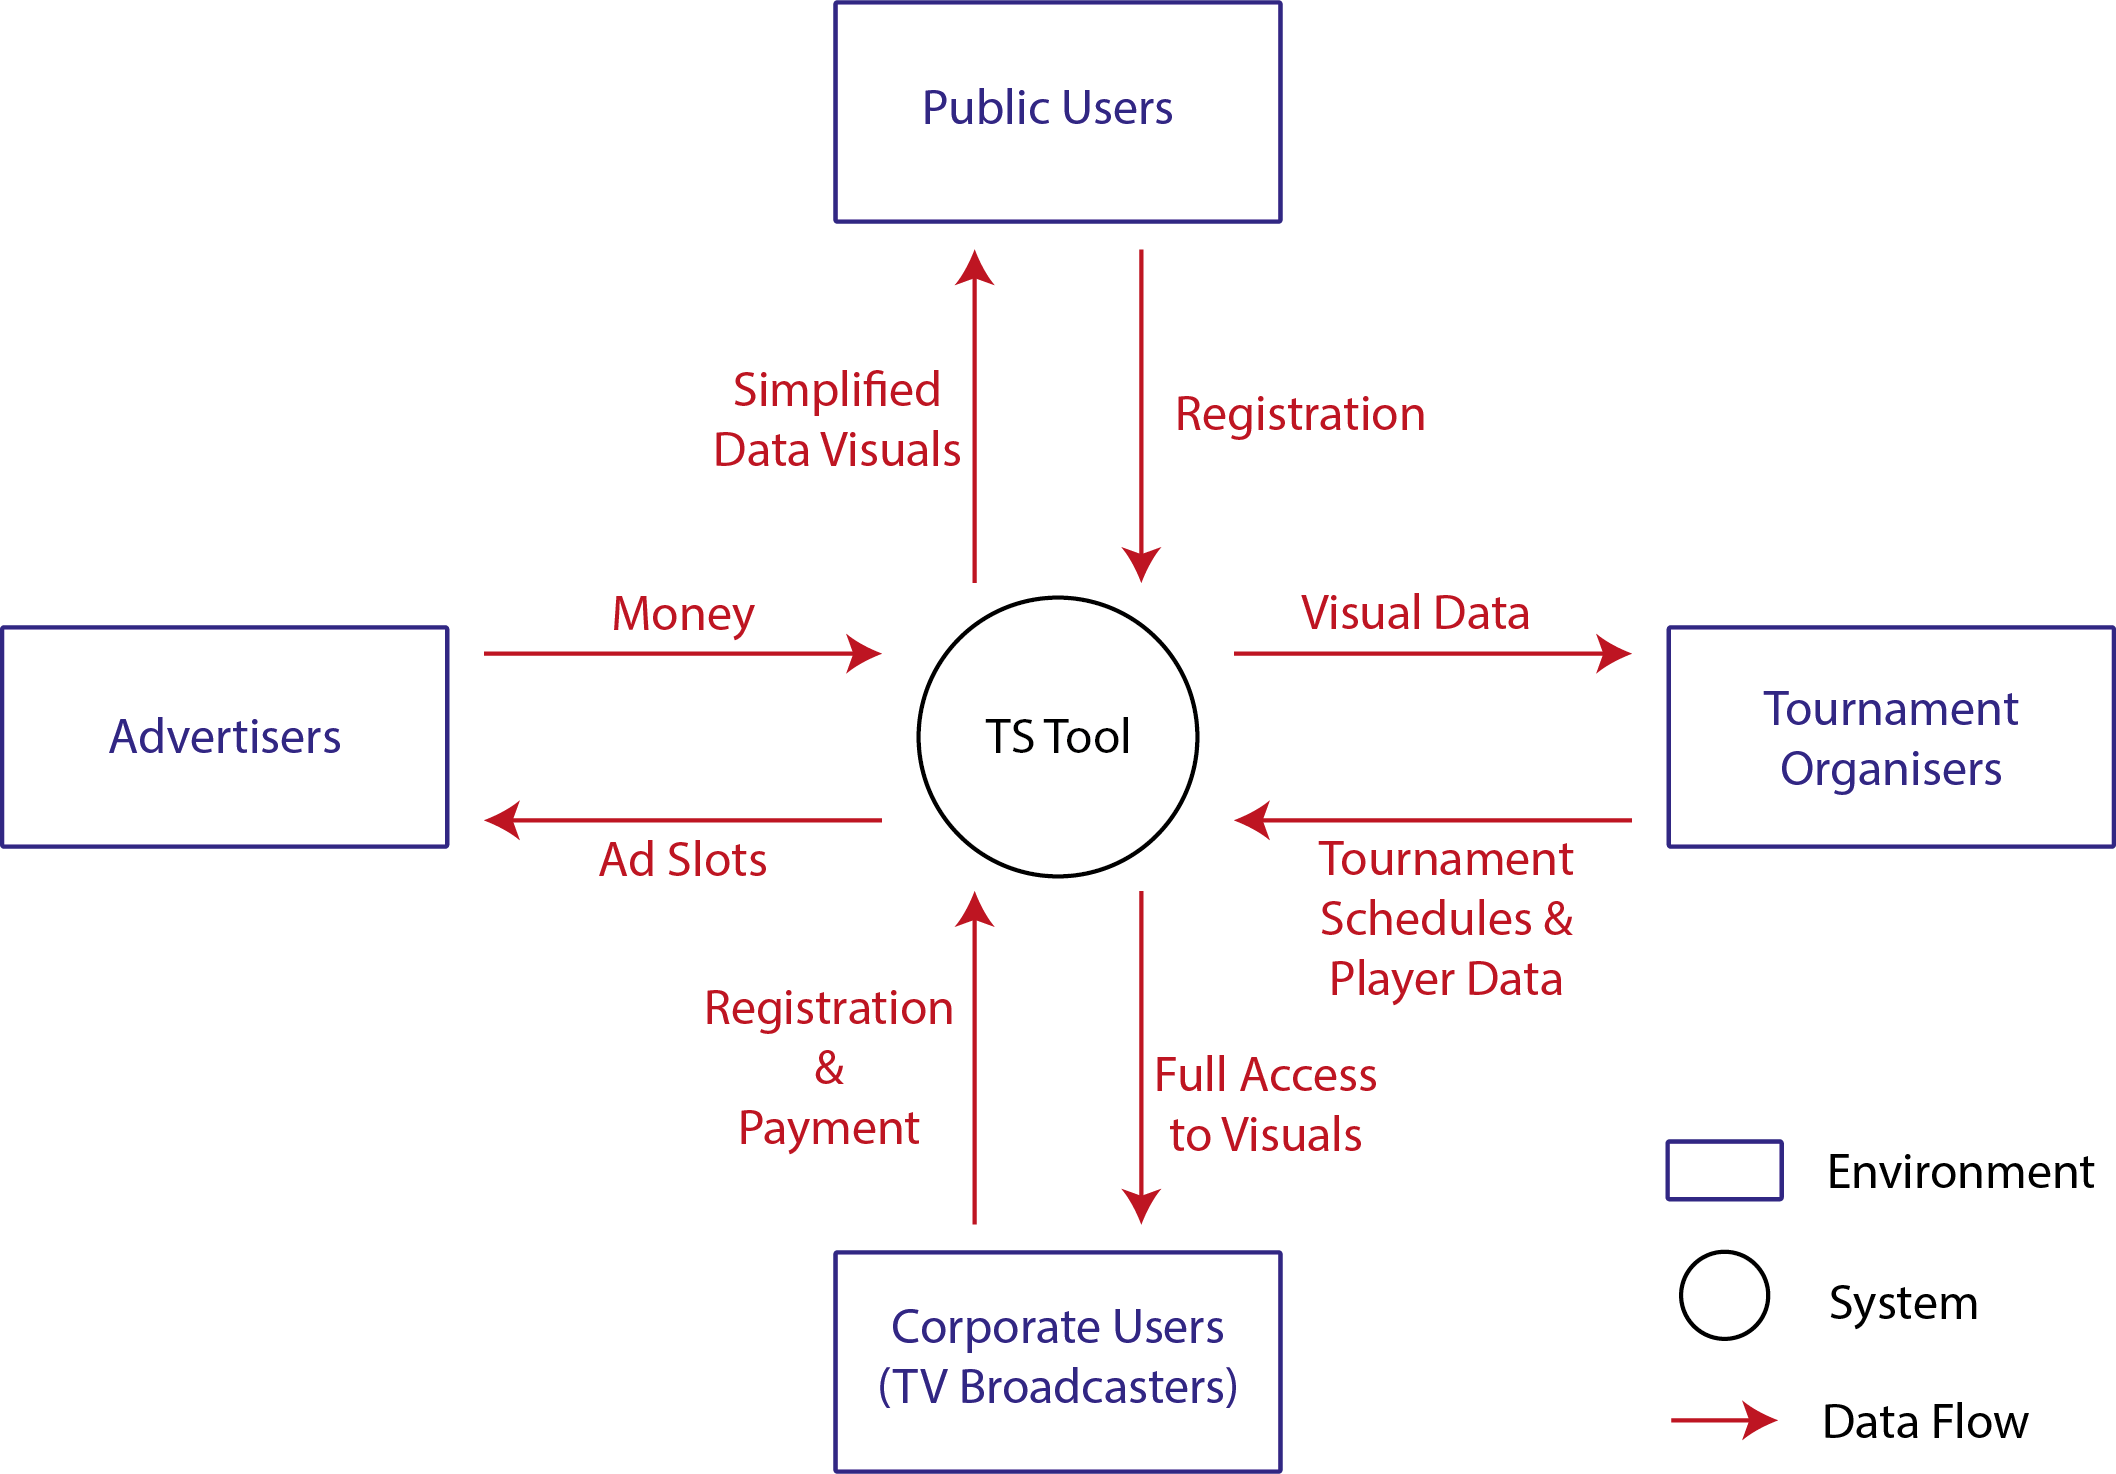 Public Users
Simplified
Data Visuals
Registration
Money
Visual Data
Advertisers
TS Tool
Tournament
Organisers
Ad Slots
Tournament
Schedules &
Player Data
Registration
&
Payment
Full Access
to Visuals
Corporate Users
(TV Broadcasters)
Environment
System
Data Flow